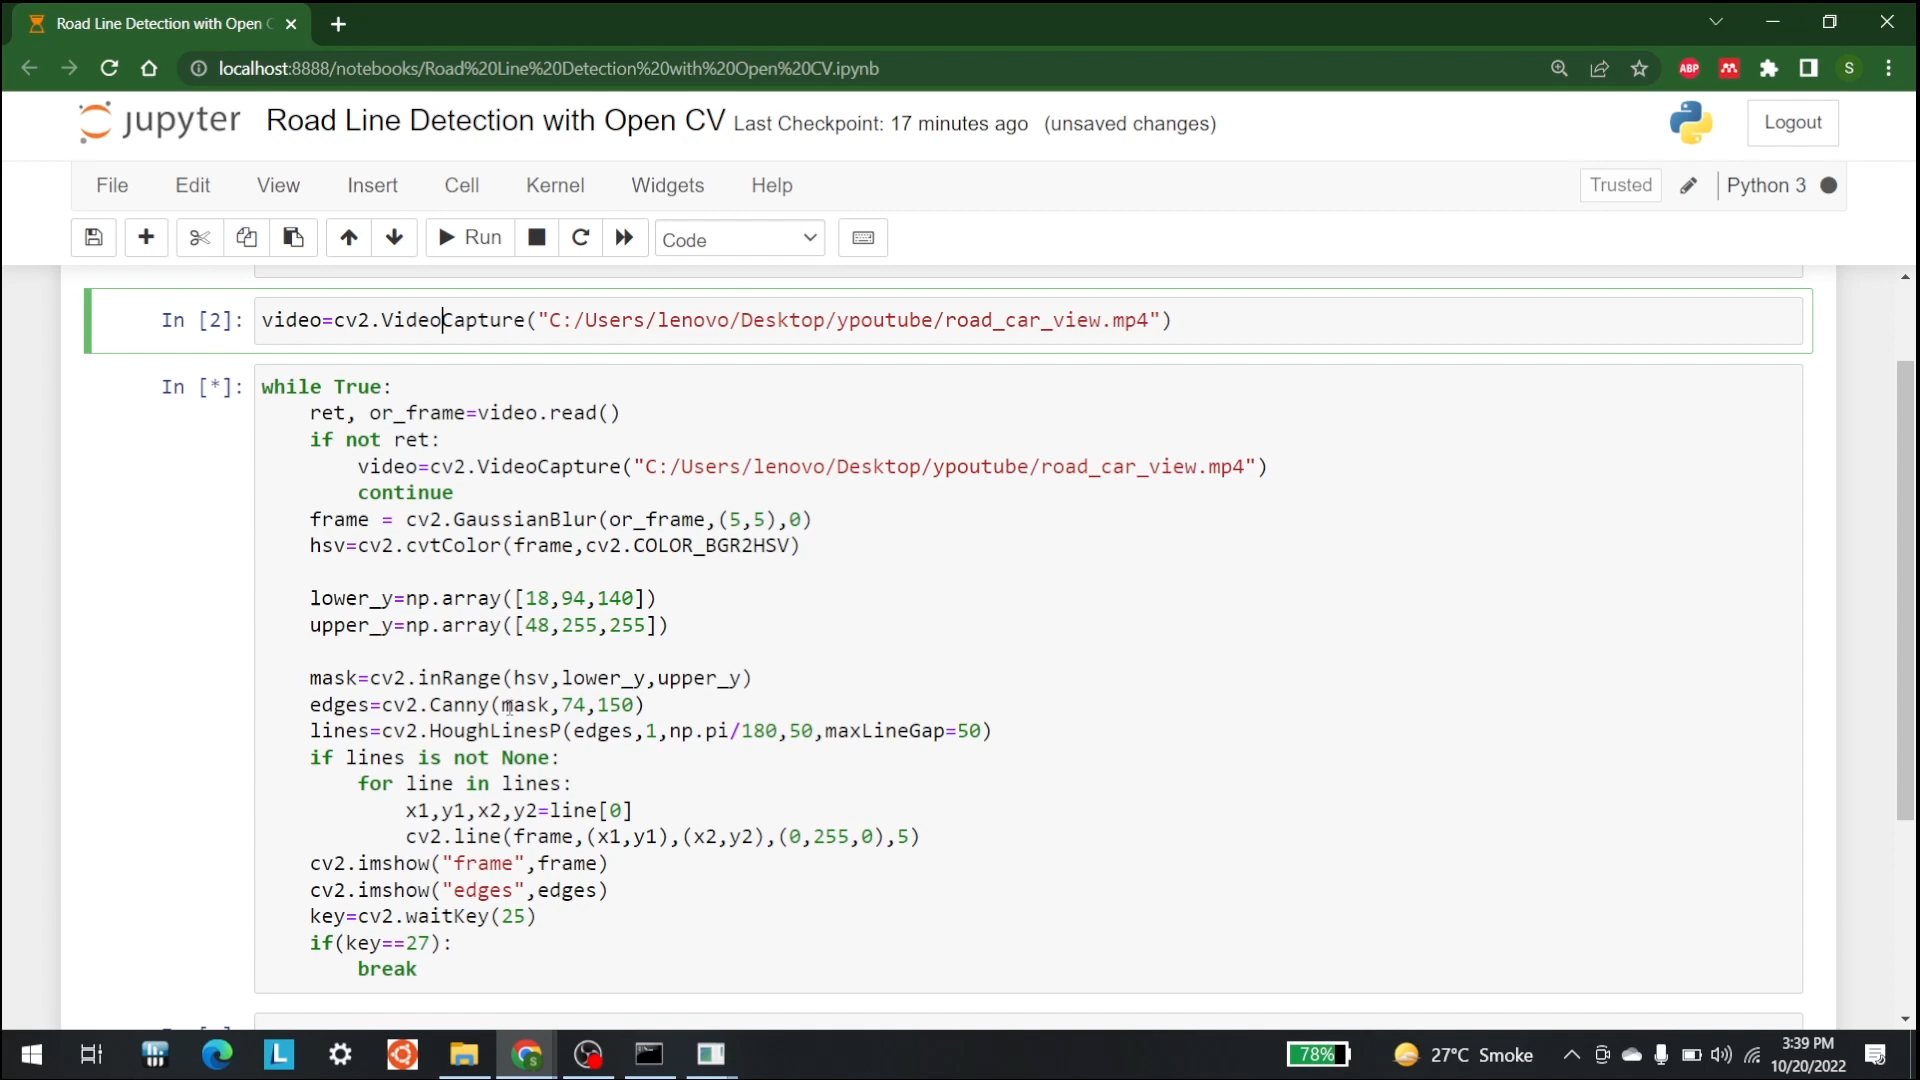 Road Line Detection with Open C
localhost:8888/notebooks/Road%20Line%20Detection%20with%20Open%20CV.ipynb
ABP
S
jupyter Road Line Detection with Open CV Last Checkpoint: 17 minutes ago (unsaved changes)
Logout
File Edit View Insert Cell Kernel Widgets Help
Trusted Python 3
Run Code
In [2]: video=cv2.VideoCapture("C:/Users/lenovo/Desktop/ypoutube/road_car_view.mp4")
In [*]: while True:
ret, or_frame=video.read()
if not ret:
video=cv2.VideoCapture("C:/Users/lenovo/Desktop/ypoutube/road_car_view.mp4")
continue
frame = cv2.GaussianBlur(or_frame,(5,5),0)
hsv=cv2.cvtColor(frame,cv2.COLOR_BGR2HSV)
lower_y=np.array([18,94,140])
upper_y=np.array([48,255,255])
mask=cv2.inRange(hsv,lower_y,upper_y)
edges=cv2.Canny(mask,74,150)
lines=cv2.HoughLinesP(edges,1,np.pi/180,50,maxLineGap=50)
if lines is not None:
for line in lines:
x1,y1,x2,y2=line[0]
cv2.line(frame,(x1,y1),(x2,y2),(0,255,0),5)
cv2.imshow("frame",frame)
cv2.imshow("edges",edges)
key=cv2.waitKey(25)
if(key==27):
break
L
S
78%
27°C Smoke
3:39 PM
10/20/2022